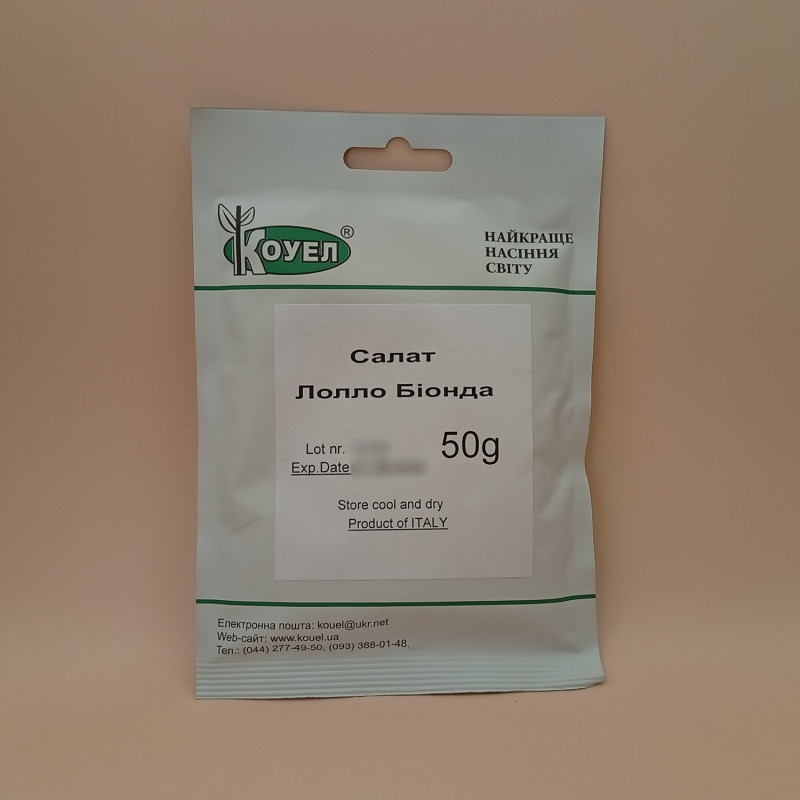 КОУЕЛ®
НАЙКРАЩЕ
НАСІННЯ
СВІТУ
Салат
Лолло Біонда
Lot nr.
50g
Exp.Date
Store cool and dry
Product of ITALY
Електронна пошта: kouel@ukr.net
Web-сайт: www.kouel.ua
Тел.: (044) 277-49-50, (093) 388-01-48,